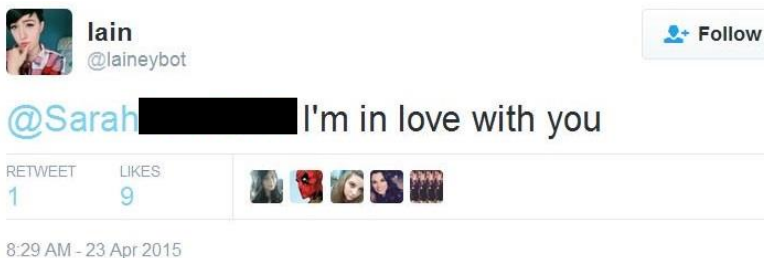 lain
@laineybot
Follow
@Sarah I'm in love with you
RETWEET LIKES
1 9
8:29 AM - 23 Apr 2015